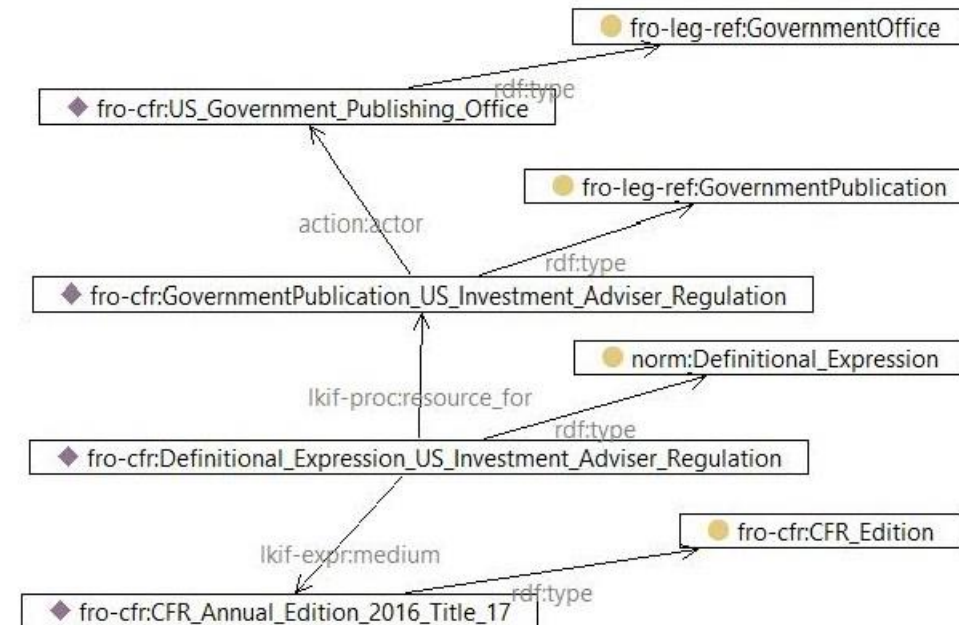 fro-leg-ref:GovernmentOffice
rdf:type
fro-cfr:US_Government_Publishing_Office
fro-leg-ref:GovernmentPublication
action:actor
rdf:type
fro-cfr:GovernmentPublication_US_Investment_Adviser_Regulation
norm:Definitional_Expression
lkif-proc:resource_for
rdf:type
fro-cfr:Definitional_Expression_US_Investment_Adviser_Regulation
fro-cfr:CFR_Edition
lkif-expr:medium
rdf:type
fro-cfr:CFR_Annual_Edition_2016_Title_17